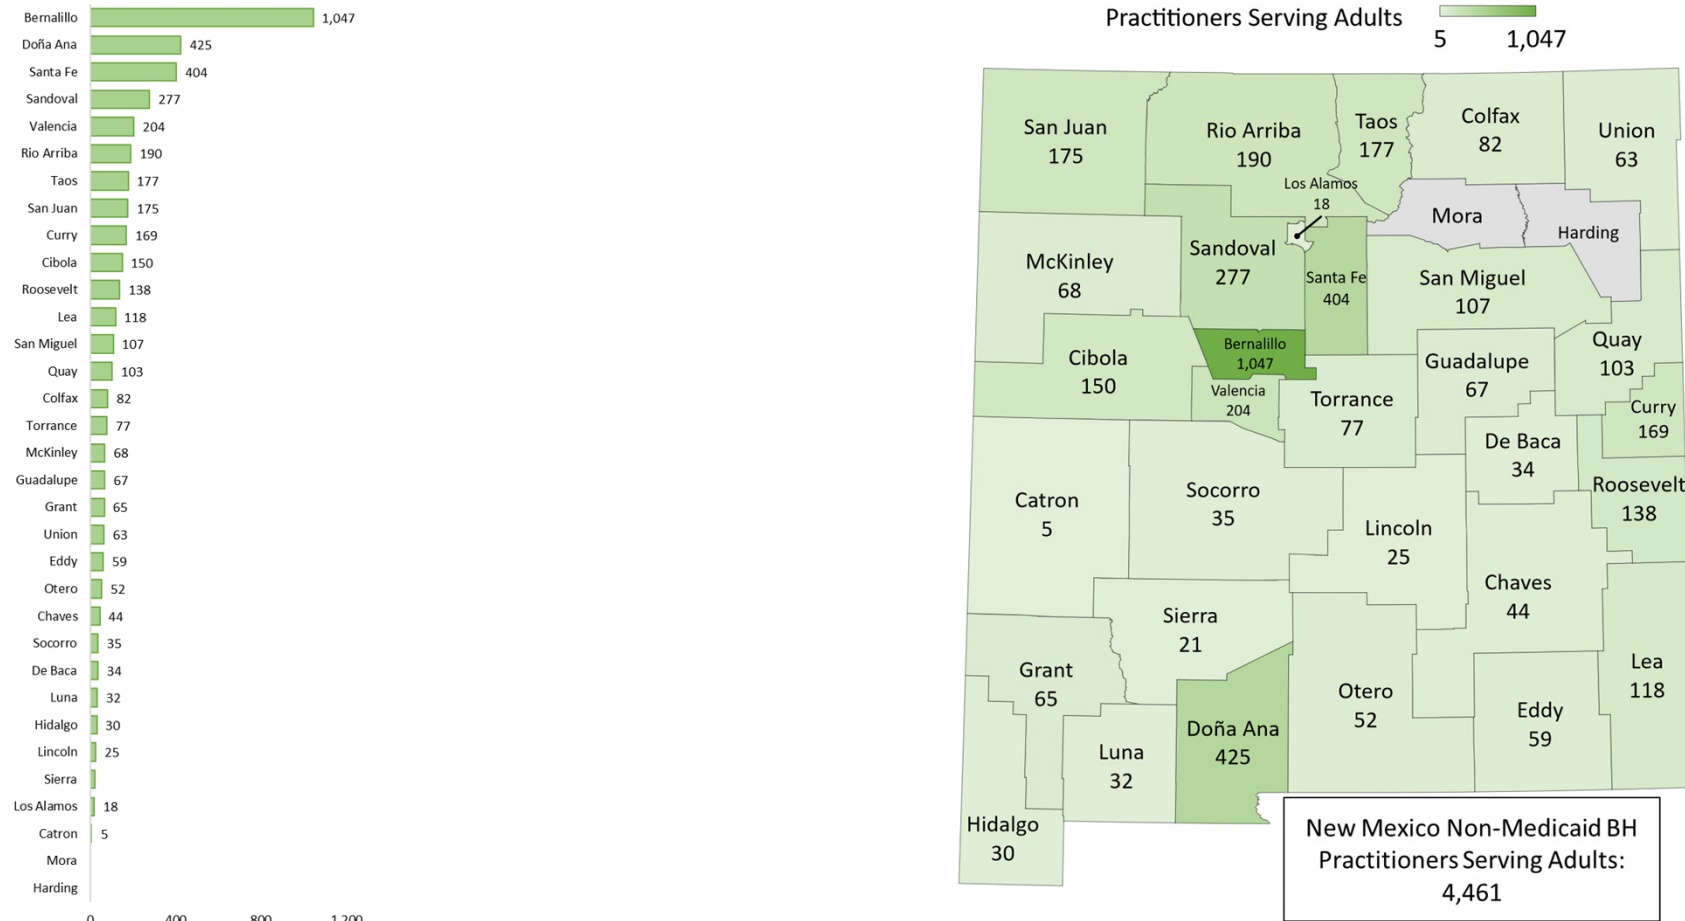 Bernalillo 1,047
Doña Ana 425
Santa Fe 404
Sandoval 277
Valencia 204
Rio Arriba 190
Taos 177
San Juan 175
Curry 169
Cibola 150
Roosevelt 138
Lea 118
San Miguel 107
Quay 103
Colfax 82
Torrance 77
McKinley 68
Guadalupe 67
Grant 65
Union 63
Eddy 59
Otero 52
Chaves 44
Socorro 35
De Baca 34
Luna 32
Hidalgo 30
Lincoln 25
Sierra
Los Alamos 18
Catron 5
Mora
Harding
0 400 800 1,200
Practitioners Serving Adults
5 1,047
San Juan
175
Rio Arriba
190
Taos
177
Colfax
82
Union
63
Los Alamos
18
Mora
Harding
McKinley
68
Sandoval
277
Santa Fe
404
San Miguel
107
Quay
103
Cibola
150
Bernalillo
1,047
Valencia
204
Torrance
77
Guadalupe
67
Curry
169
De Baca
34
Roosevelt
138
Catron
5
Socorro
35
Lincoln
25
Chaves
44
Sierra
21
Grant
65
Lea
118
Otero
52
Eddy
59
Doña Ana
425
Luna
32
Hidalgo
30
New Mexico Non-Medicaid BH
Practitioners Serving Adults:
4,461